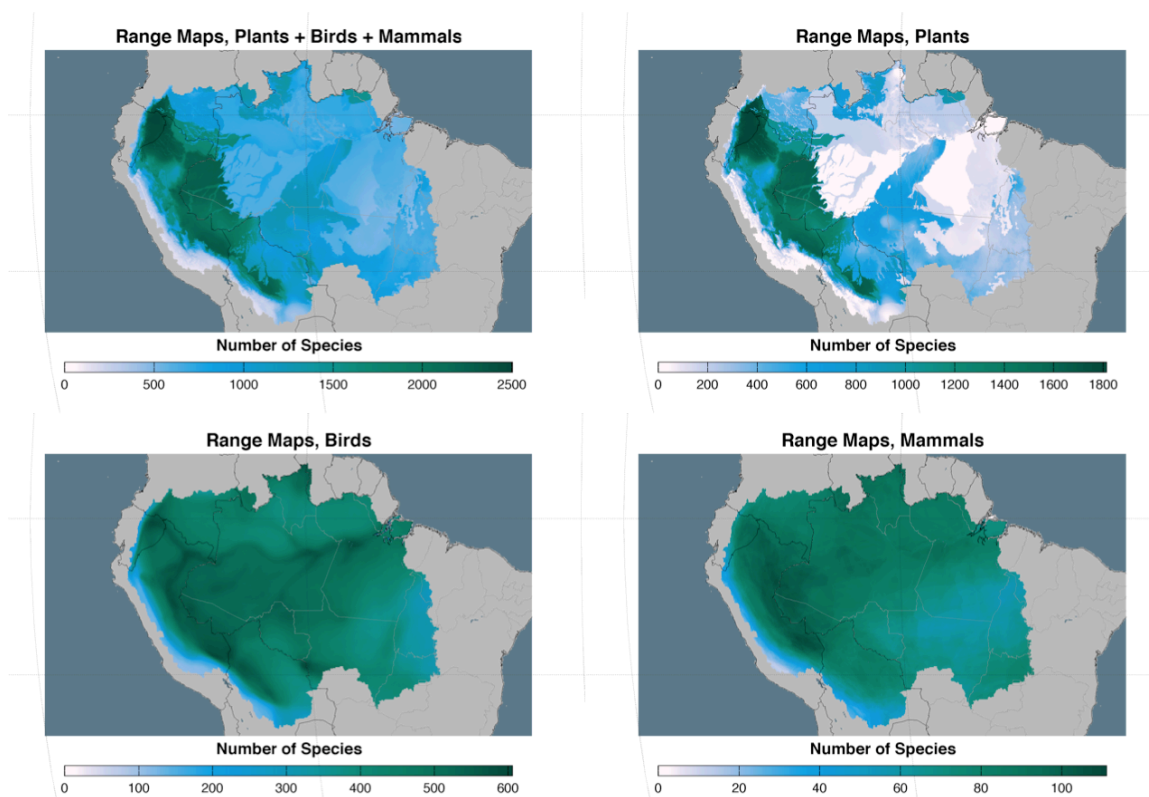 Range Maps, Plants + Birds + Mammals
Range Maps, Plants
Number of Species
0 500 1000 1500 2000 2500
Number of Species
0 200 400 600 800 1000 1200 1400 1600 1800
Range Maps, Birds
Range Maps, Mammals
Number of Species
0 100 200 300 400 500 600
Number of Species
0 20 40 60 80 100